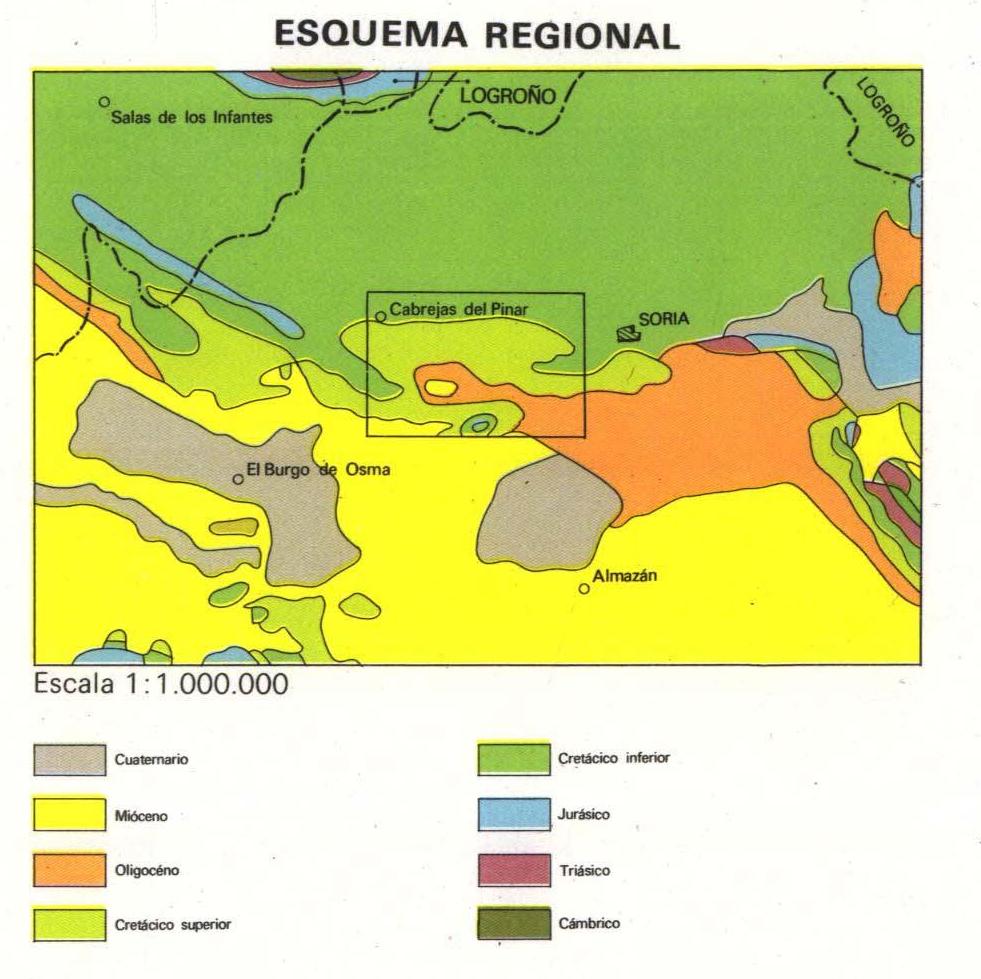 ESQUEMA REGIONAL
LOGROÑO
LOGROÑO
Salas de los Infantes
Cabrejas del Pinar
SORIA
El Burgo de Osma
Almazán
Escala 1:1.000.000
Cuaternario
Mióceno
Oligocéno
Cretácico superior
Cretácico inferior
Jurásico
Triásico
Cámbrico